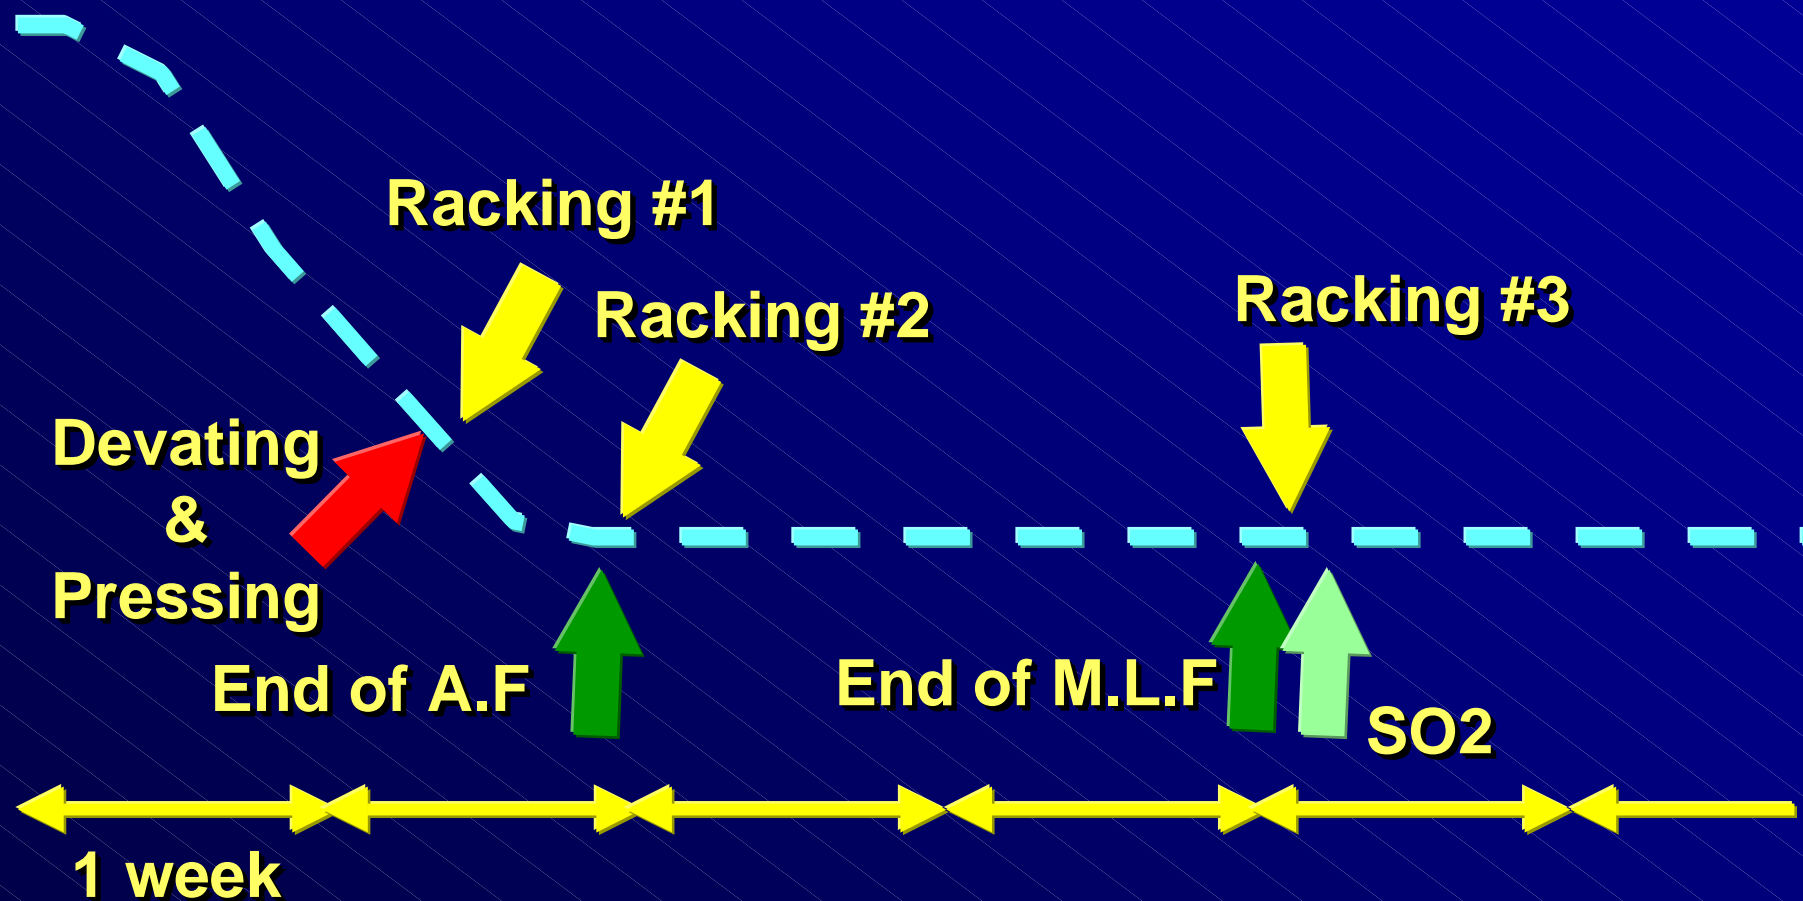 Racking #1
Racking #2
Racking #3
Devating
&
Pressing
End of A.F
End of M.L.F
SO2
1 week